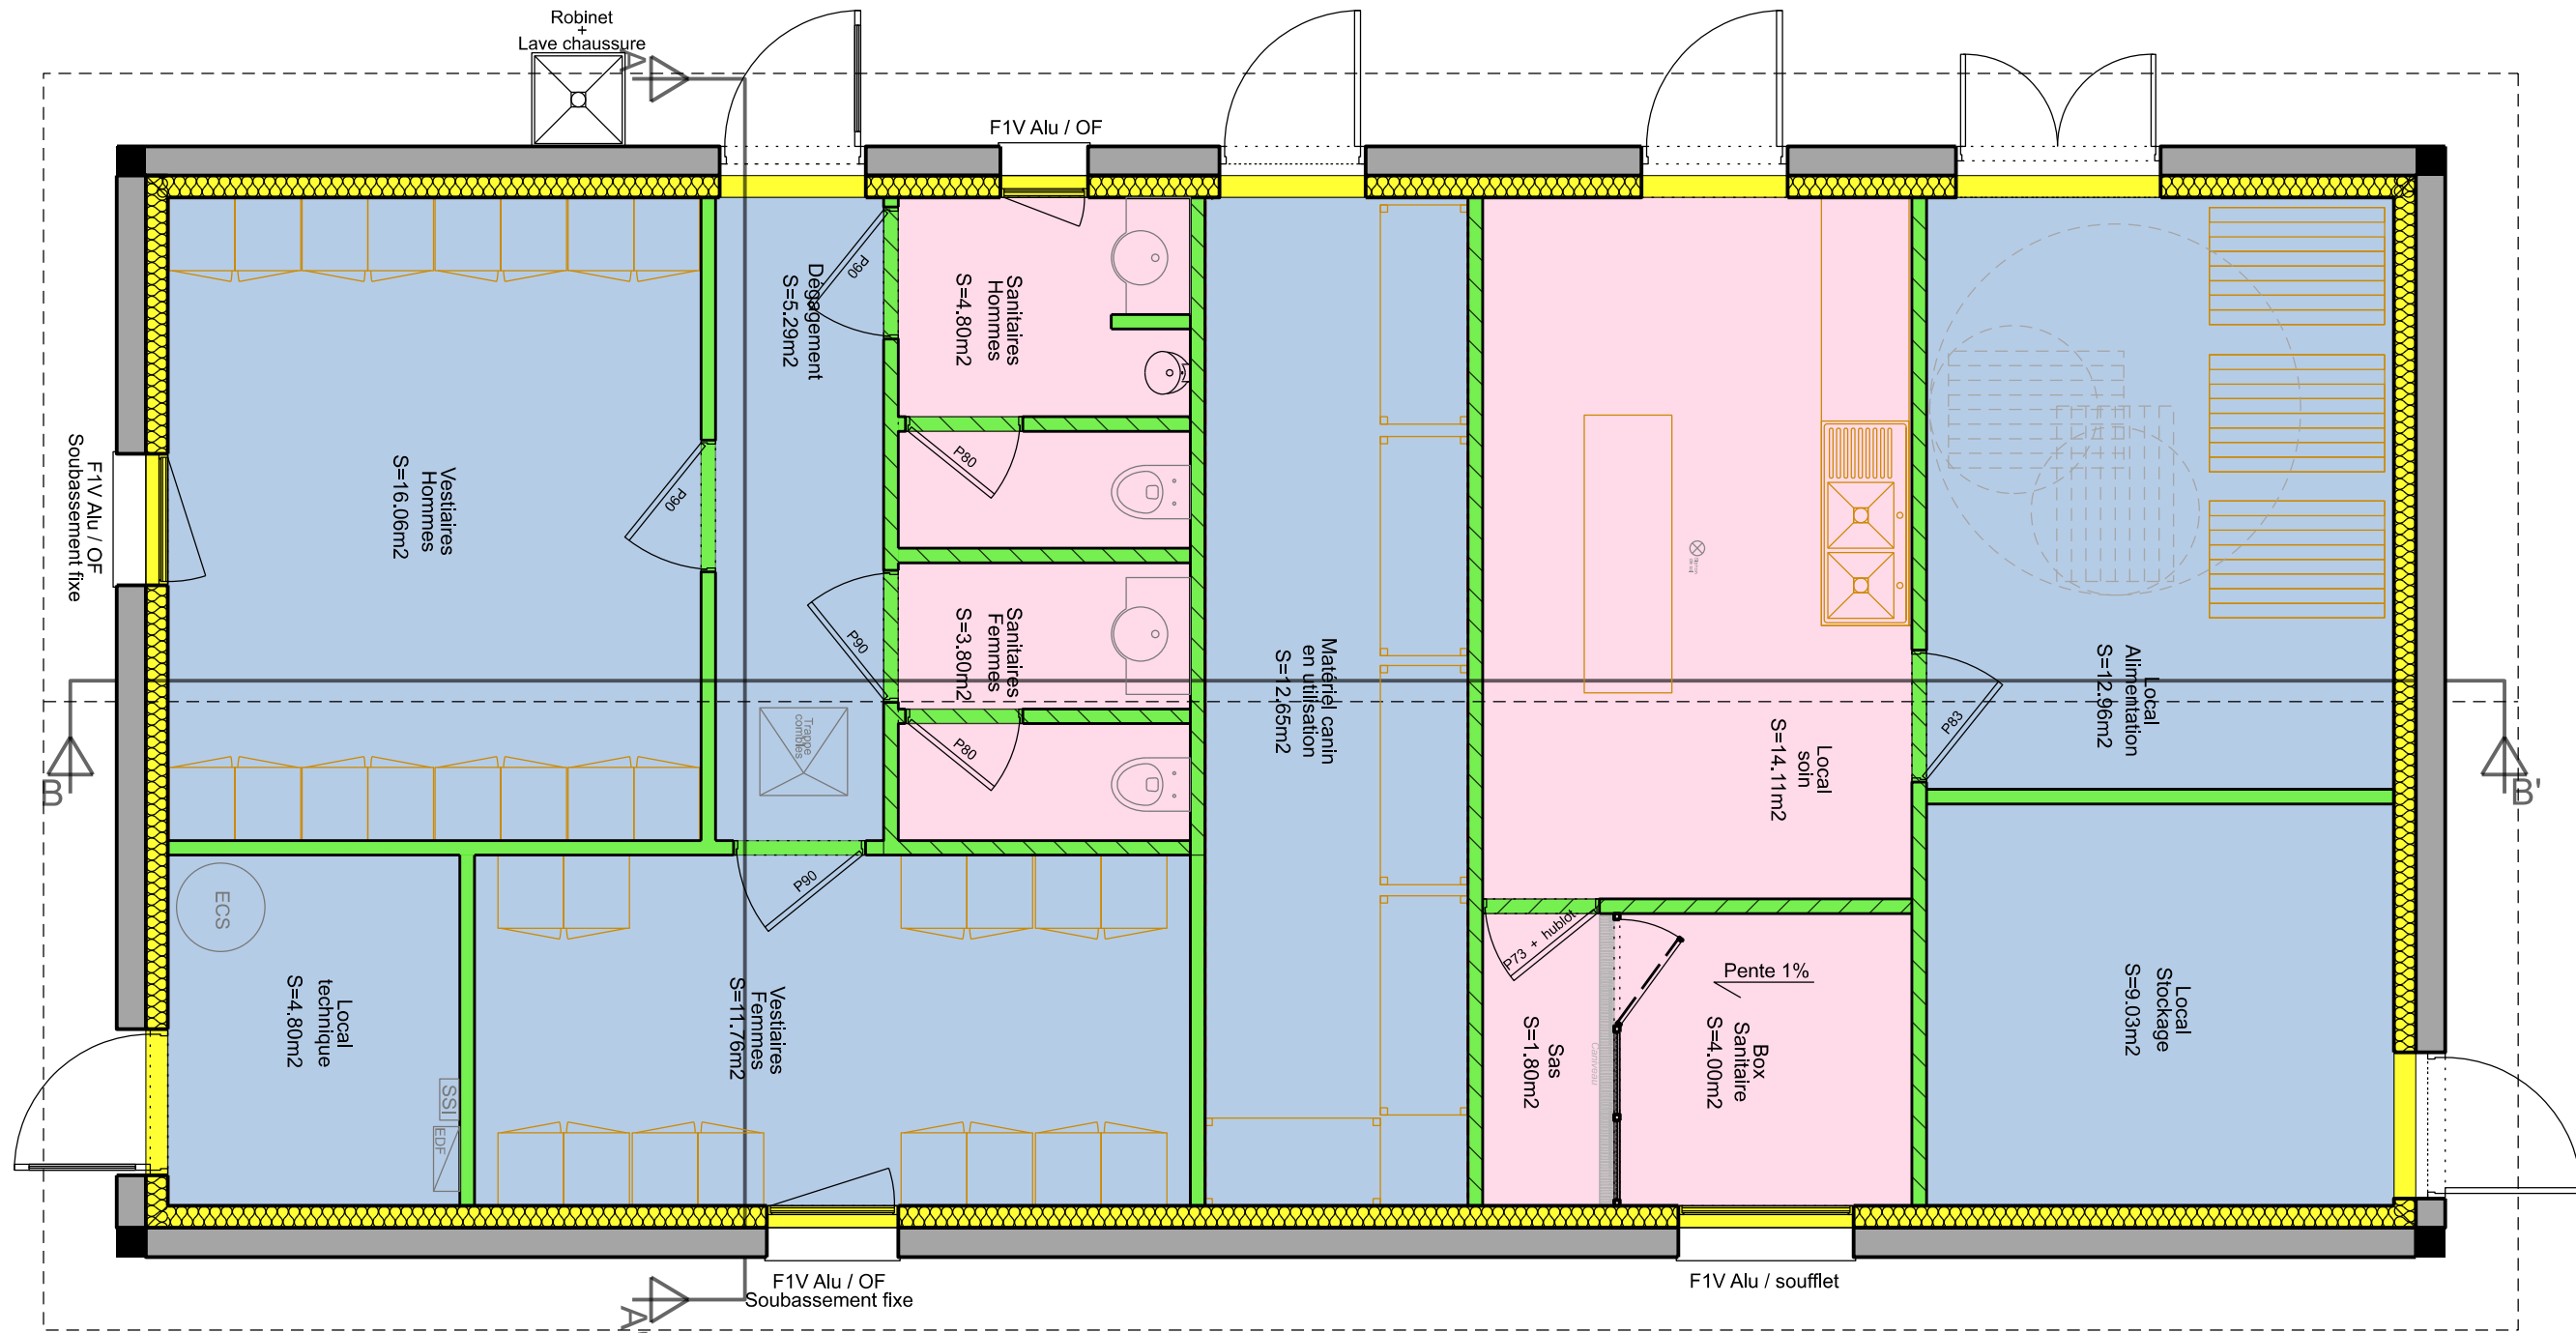 Robinet
+
Lave chaussure
A
F1V Alu / OF
Dégagement
S=5.29m2
P90
Sanitaires
Hommes
S=4.80m2
P80
Vestiaires
Hommes
S=16.06m2
P90
F1V Alu / OF
Soubassement fixe
P90
Sanitaires
Femmes
S=3.80m2
P80
Trappe
combles
Matériel canin
en utilisation
S=12.65m2
Local
soin
S=14.11m2
Local
Alimentation
S=12.96m2
P83
B
B'
P90
ECS
Local
technique
S=4.80m2
SSI
EDF
Vestiaires
Femmes
S=11.76m2
P73 + hublot
Sas
S=1.80m2
Caniveau
Pente 1%
Box
Sanitaire
S=4.00m2
Local
Stockage
S=9.03m2
F1V Alu / OF
Soubassement fixe
F1V Alu / soufflet
A